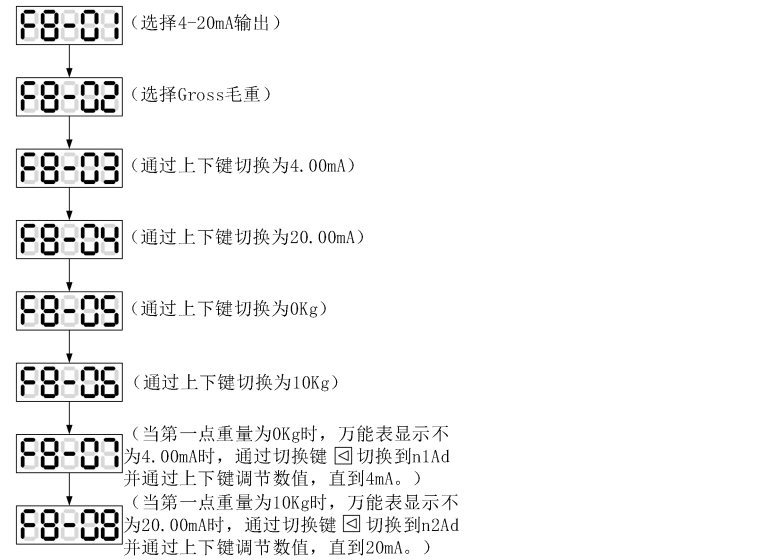 F8-01（选择4-20mA输出）
F8-02（选择Gross毛重）
F8-03（通过上下键切换为4.00mA）
F8-04（通过上下键切换为20.00mA）
F8-05（通过上下键切换为0Kg）
F8-06（通过上下键切换为10Kg）
F8-07（当第一点重量为0Kg时，万能表显示不
为4.00mA时，通过切换键 切换到n1Ad
并通过上下键调节数值，直到4mA。）
F8-08（当第一点重量为10Kg时，万能表显示不
为20.00mA时，通过切换键 切换到n2Ad
并通过上下键调节数值，直到20mA。）